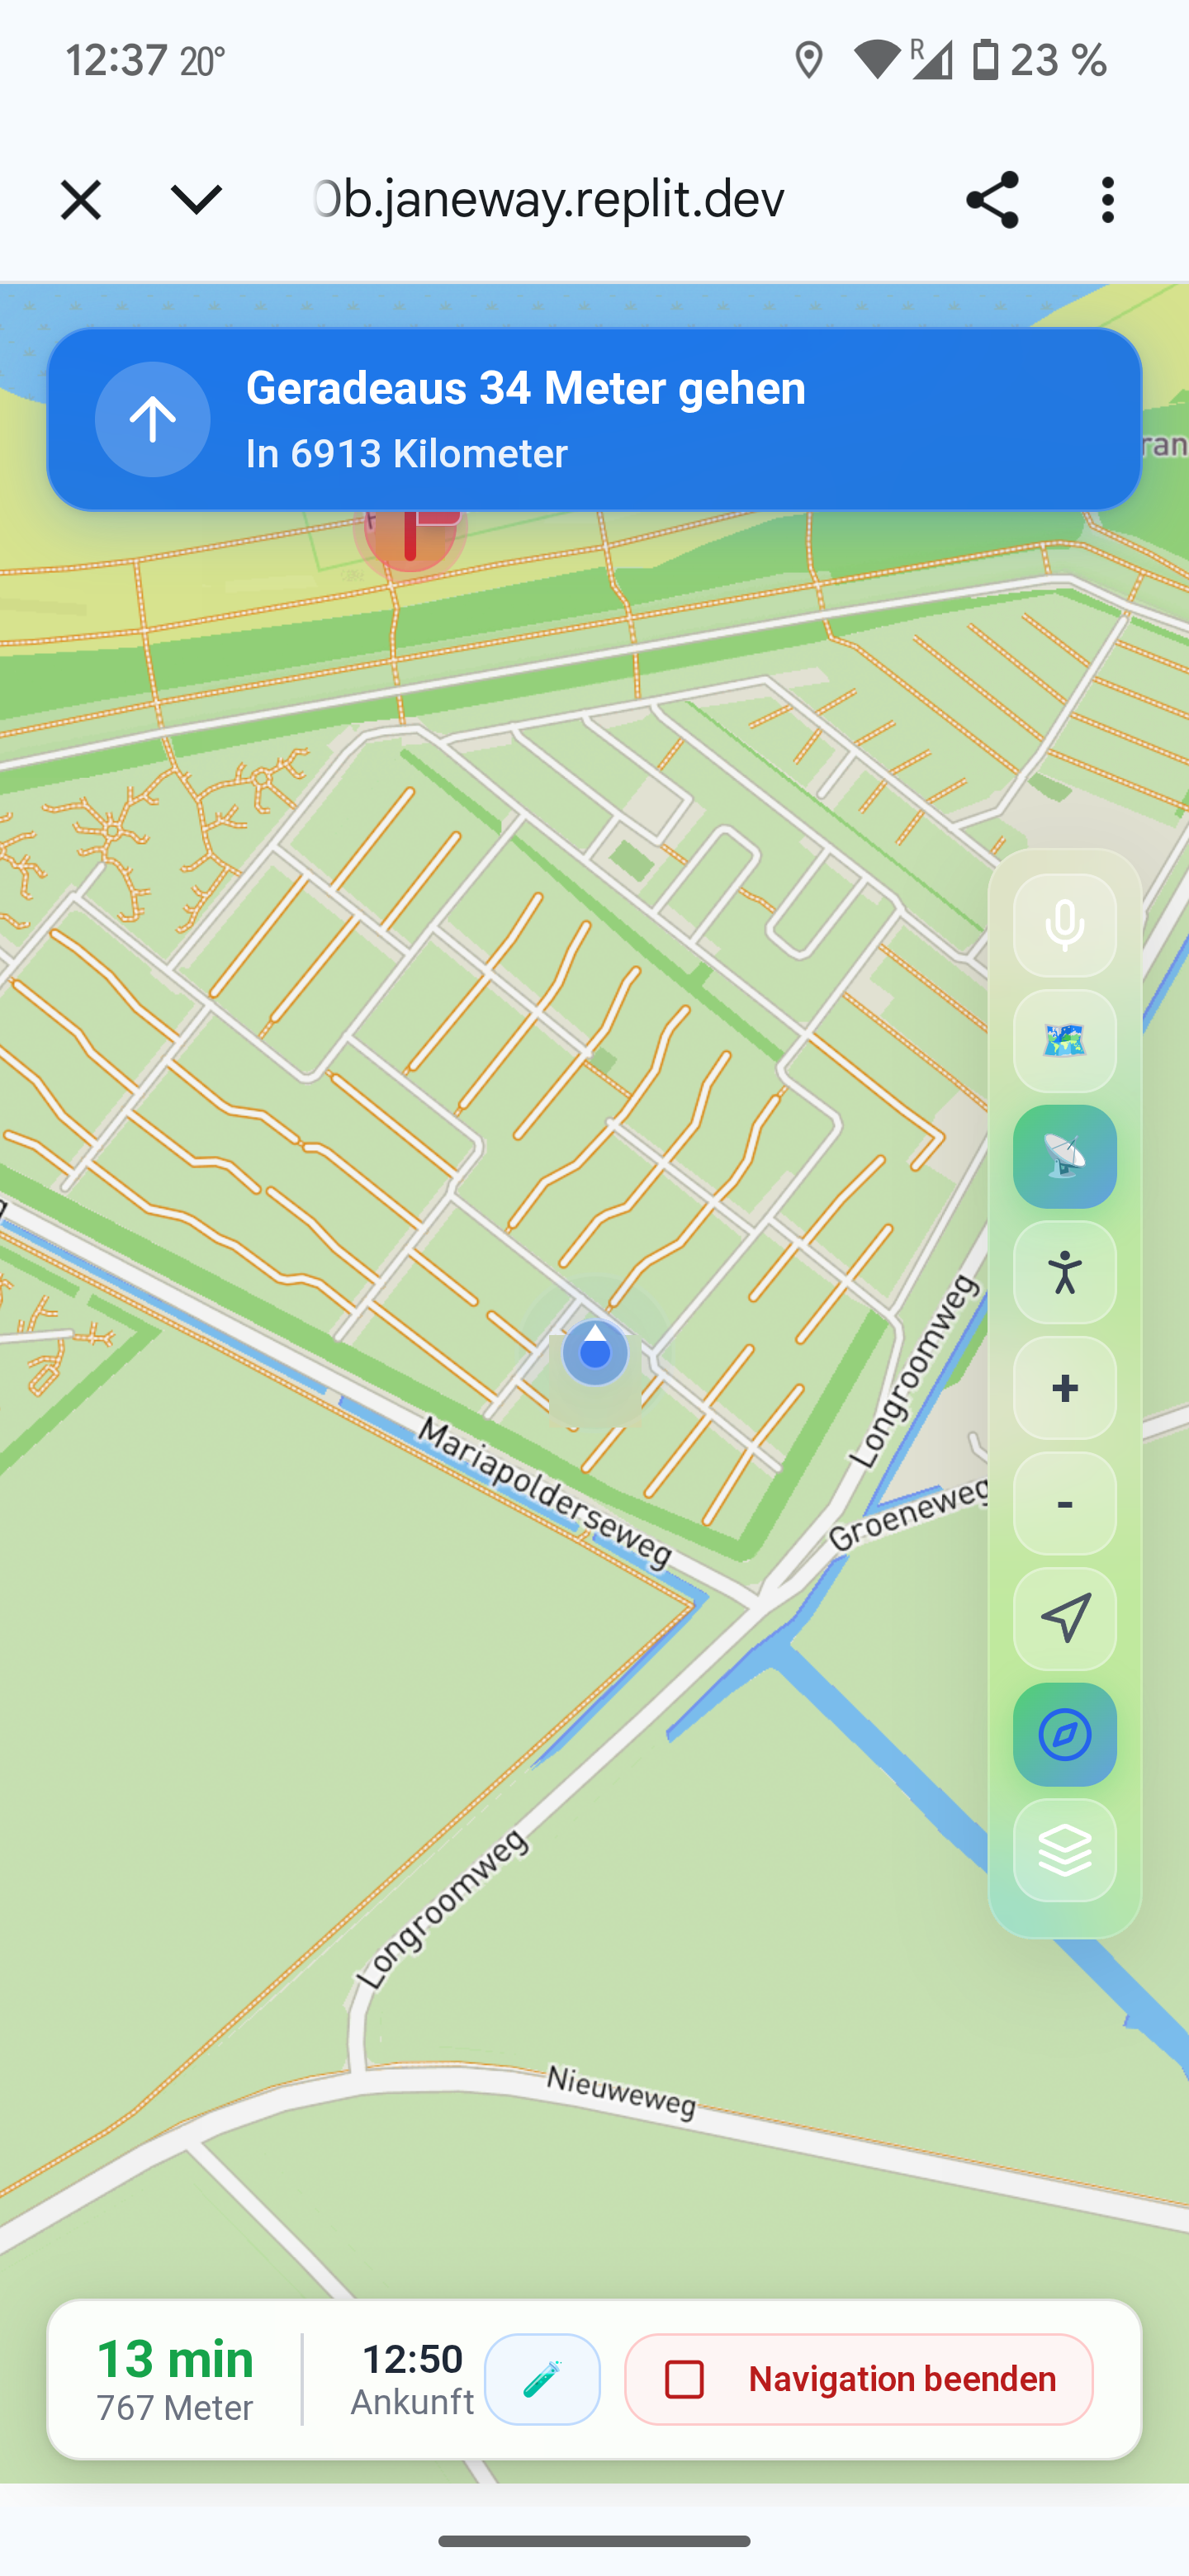 12:37 20° R 23 %
0b.janeway.replit.dev
Geradeaus 34 Meter gehen
In 6913 Kilometer
Longroomweg
+
Mariapolderseweg
-
Groeneweg
Longroomweg
Nieuweweg
13 min
767 Meter
12:50
Ankunft
Navigation beenden